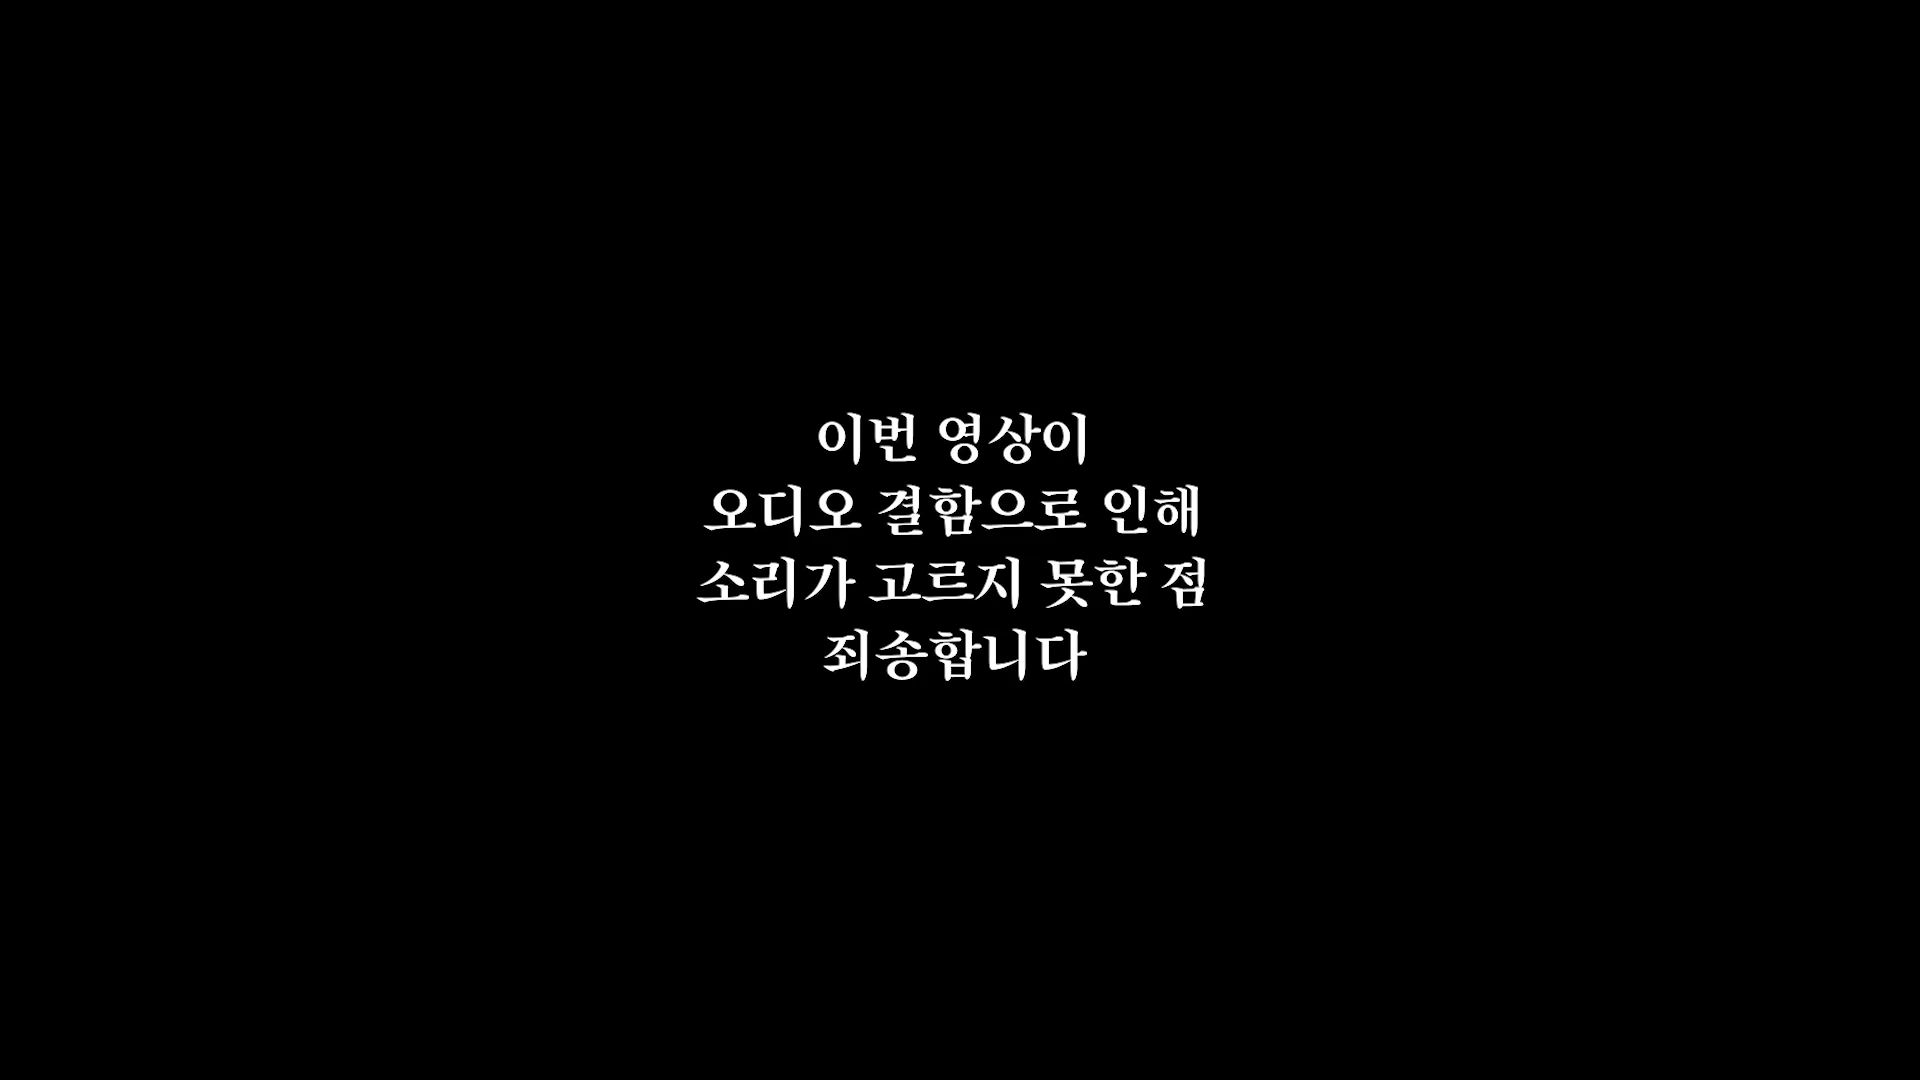 이번 영상이
오디오 결함으로 인해
소리가 고르지 못한 점
죄송합니다